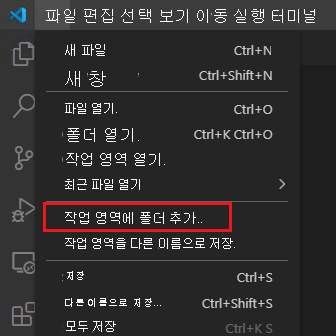 파일 편집 선택 보기 이동 실행 터미널
새 파일 Ctrl+N
새 창 Ctrl+Shift+N
파일 열기. Ctrl+O
폴더 열기. Ctrl+K Ctrl+O
작업 영역 열기.
최근 파일 열기
작업 영역에 폴더 추가..
작업 영역을 다른 이름으로 저장.
저장 Ctrl+S
다른 이름으로 저장... Ctrl+Shift+S
모두 저장 Ctrl+K S